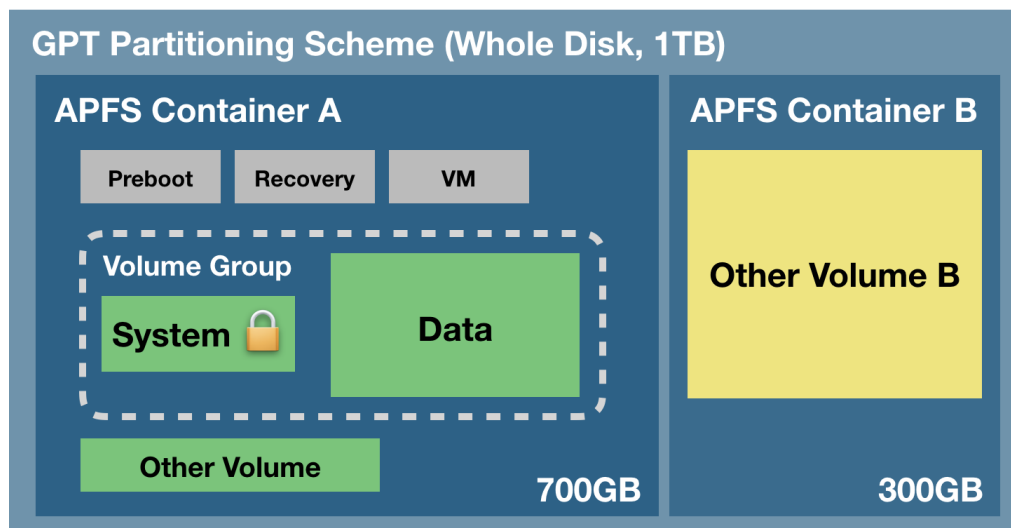 GPT Partitioning Scheme (Whole Disk, 1TB)
APFS Container A
Preboot
Recovery
VM
Volume Group
System
Data
Other Volume
700GB
APFS Container B
Other Volume B
300GB